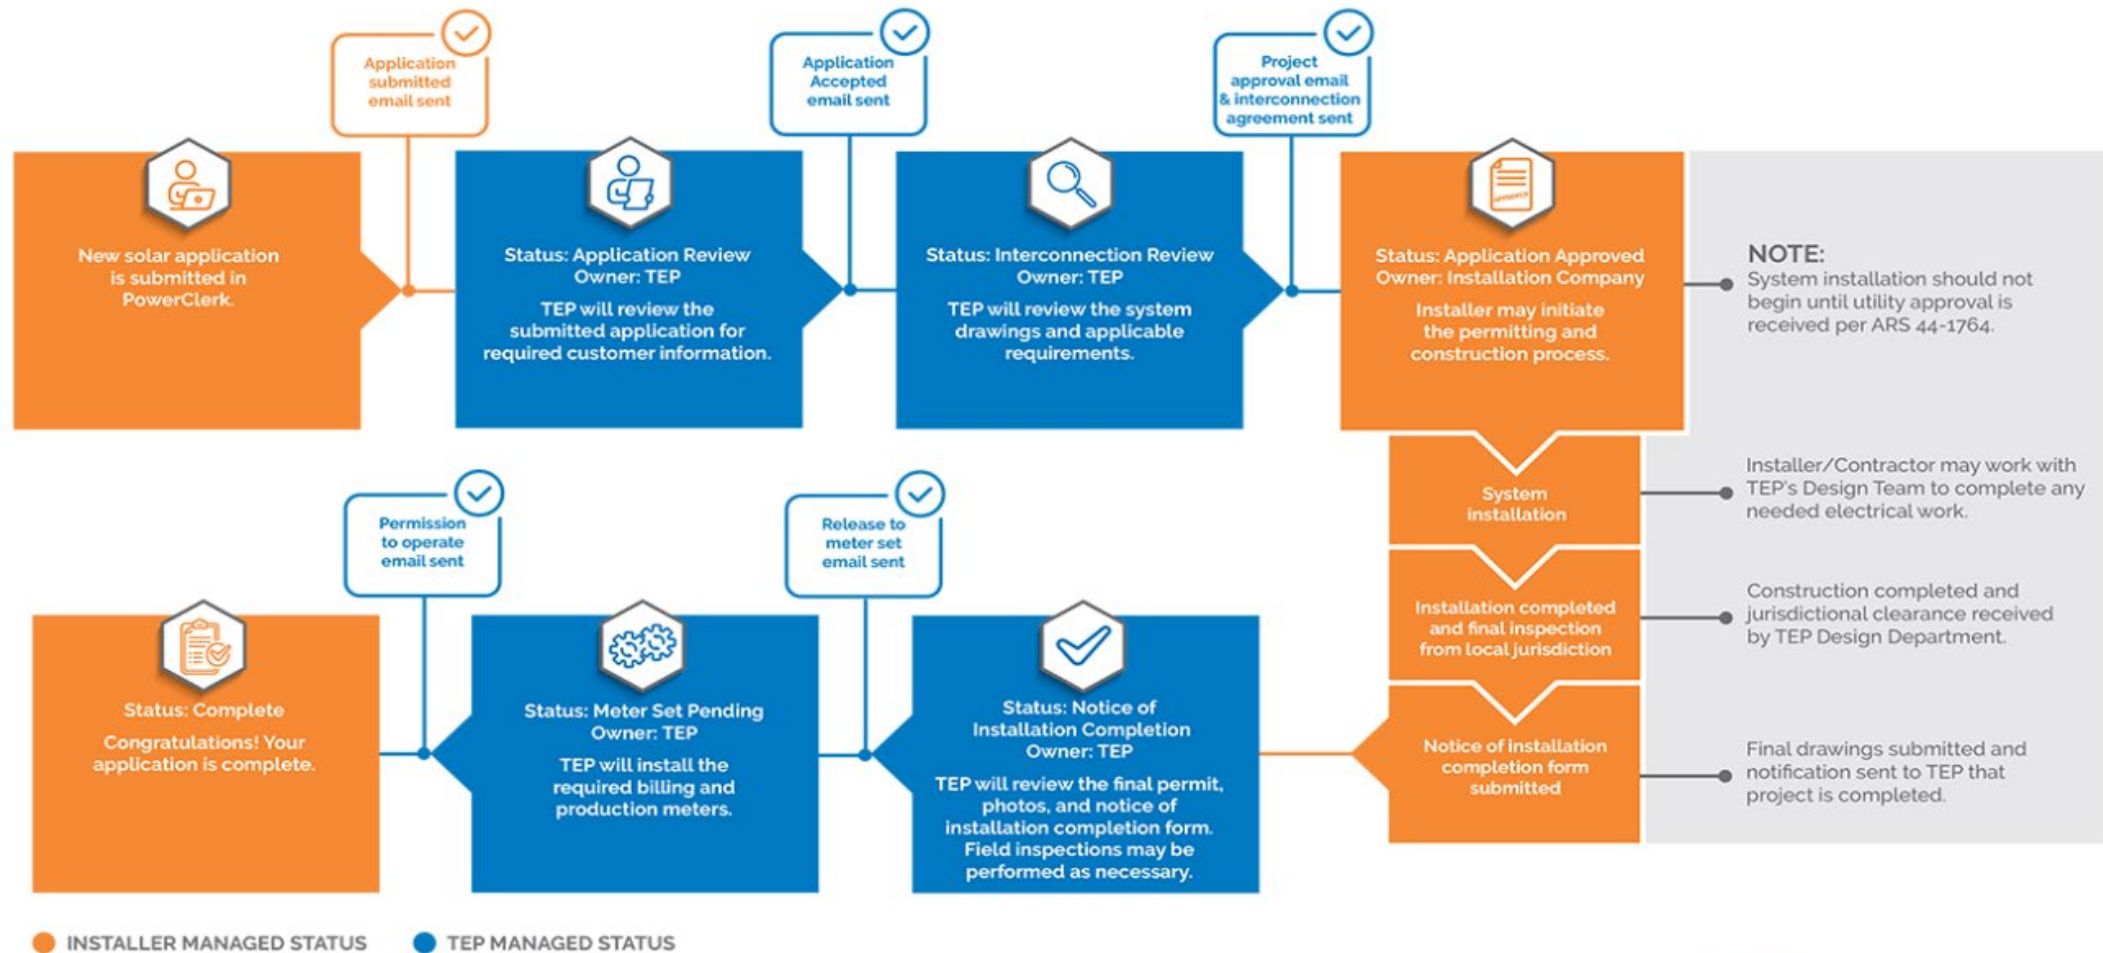 Application
submitted
email sent
Application
Accepted
email sent
Project
approval email
& interconnection
agreement sent
New solar application
is submitted in
PowerClerk.
Status: Application Review
Owner: TEP
TEP will review the
submitted application for
required customer information.
Status: Interconnection Review
Owner: TEP
TEP will review the system
drawings and applicable
requirements.
APPROVED
Status: Application Approved
Owner: Installation Company
Installer may initiate
the permitting and
construction process.
NOTE:
System installation should not
begin until utility approval is
received per ARS 44-1764.
System
installation
Installer/Contractor may work with
TEP's Design Team to complete any
needed electrical work.
Installation completed
and final inspection
from local jurisdiction
Construction completed and
jurisdictional clearance received
by TEP Design Department.
Notice of installation
completion form
submitted
Final drawings submitted and
notification sent to TEP that
project is completed.
Release to
meter set
email sent
Status: Notice of
Installation Completion
Owner: TEP
TEP will review the final permit,
photos, and notice of
installation completion form.
Field inspections may be
performed as necessary.
Permission
to operate
email sent
Status: Meter Set Pending
Owner: TEP
TEP will install the
required billing and
production meters.
Status: Complete
Congratulations! Your
application is complete.
INSTALLER MANAGED STATUS
TEP MANAGED STATUS